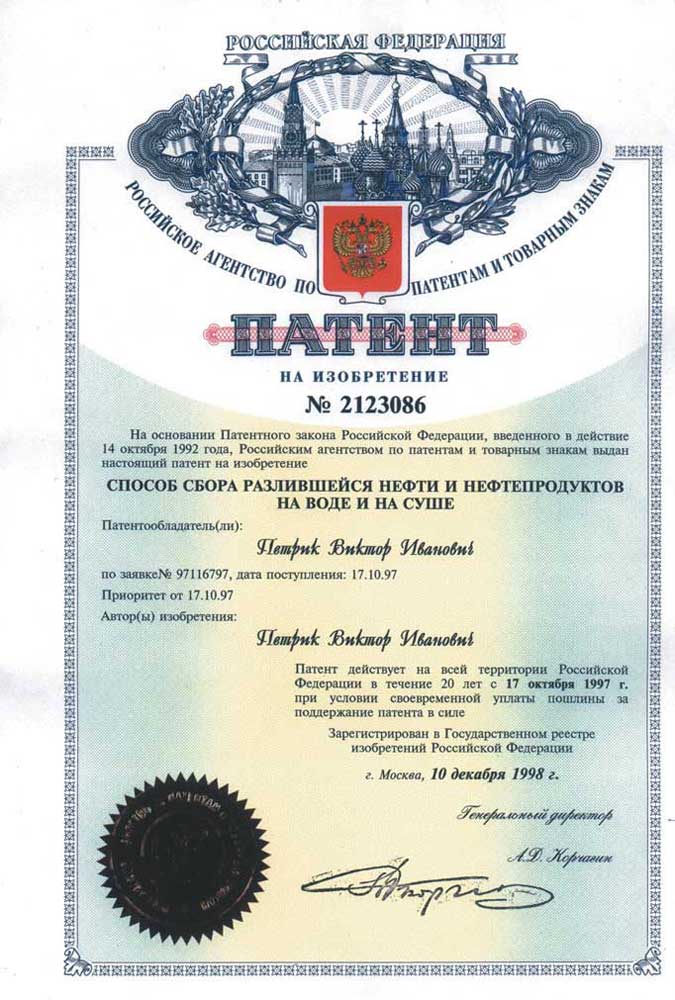 РОССИЙСКАЯ ФЕДЕРАЦИЯ
РОССИЙСКОЕ АГЕНТСТВО ПО ПАТЕНТАМ И ТОВАРНЫМ ЗНАКАМ
ПАТЕНТ
НА ИЗОБРЕТЕНИЕ
№ 2123086
На основании Патентного закона Российской Федерации, введенного в действие
14 октября 1992 года, Российским агентством по патентам и товарным знакам выдан
настоящий патент на изобретение
СПОСОБ СБОРА РАЗЛИВШЕЙСЯ НЕФТИ И НЕФТЕПРОДУКТОВ
НА ВОДЕ И НА СУШЕ
Патентообладатель(ли):
Петрик Виктор Иванович
по заявке№ 97116797, дата поступления: 17.10.97
Приоритет от 17.10.97
Автор(ы) изобретения:
Петрик Виктор Иванович
Патент действует на всей территории Российской
Федерации в течение 20 лет с 17 октября 1997 г.
при условии своевременной уплаты пошлины за
поддержание патента в силе
Зарегистрирован в Государственном реестре
изобретений Российской Федерации
г. Москва, 10 декабря 1998 г.
Генеральный директор
А.Д. Корчагин